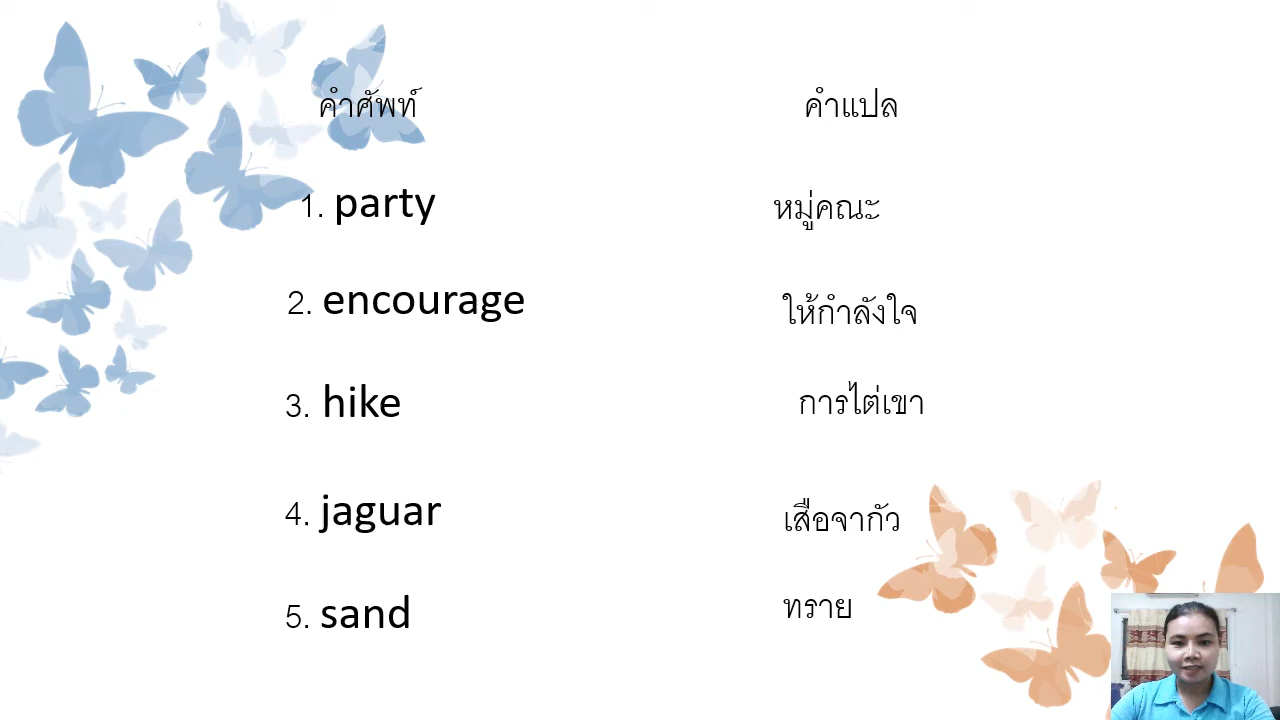 คำศัพท์ คำแปล
1. party หมู่คณะ
2. encourage ให้กำลังใจ
3. hike การไต่เขา
4. jaguar เสือจากัว
5. sand ทราย